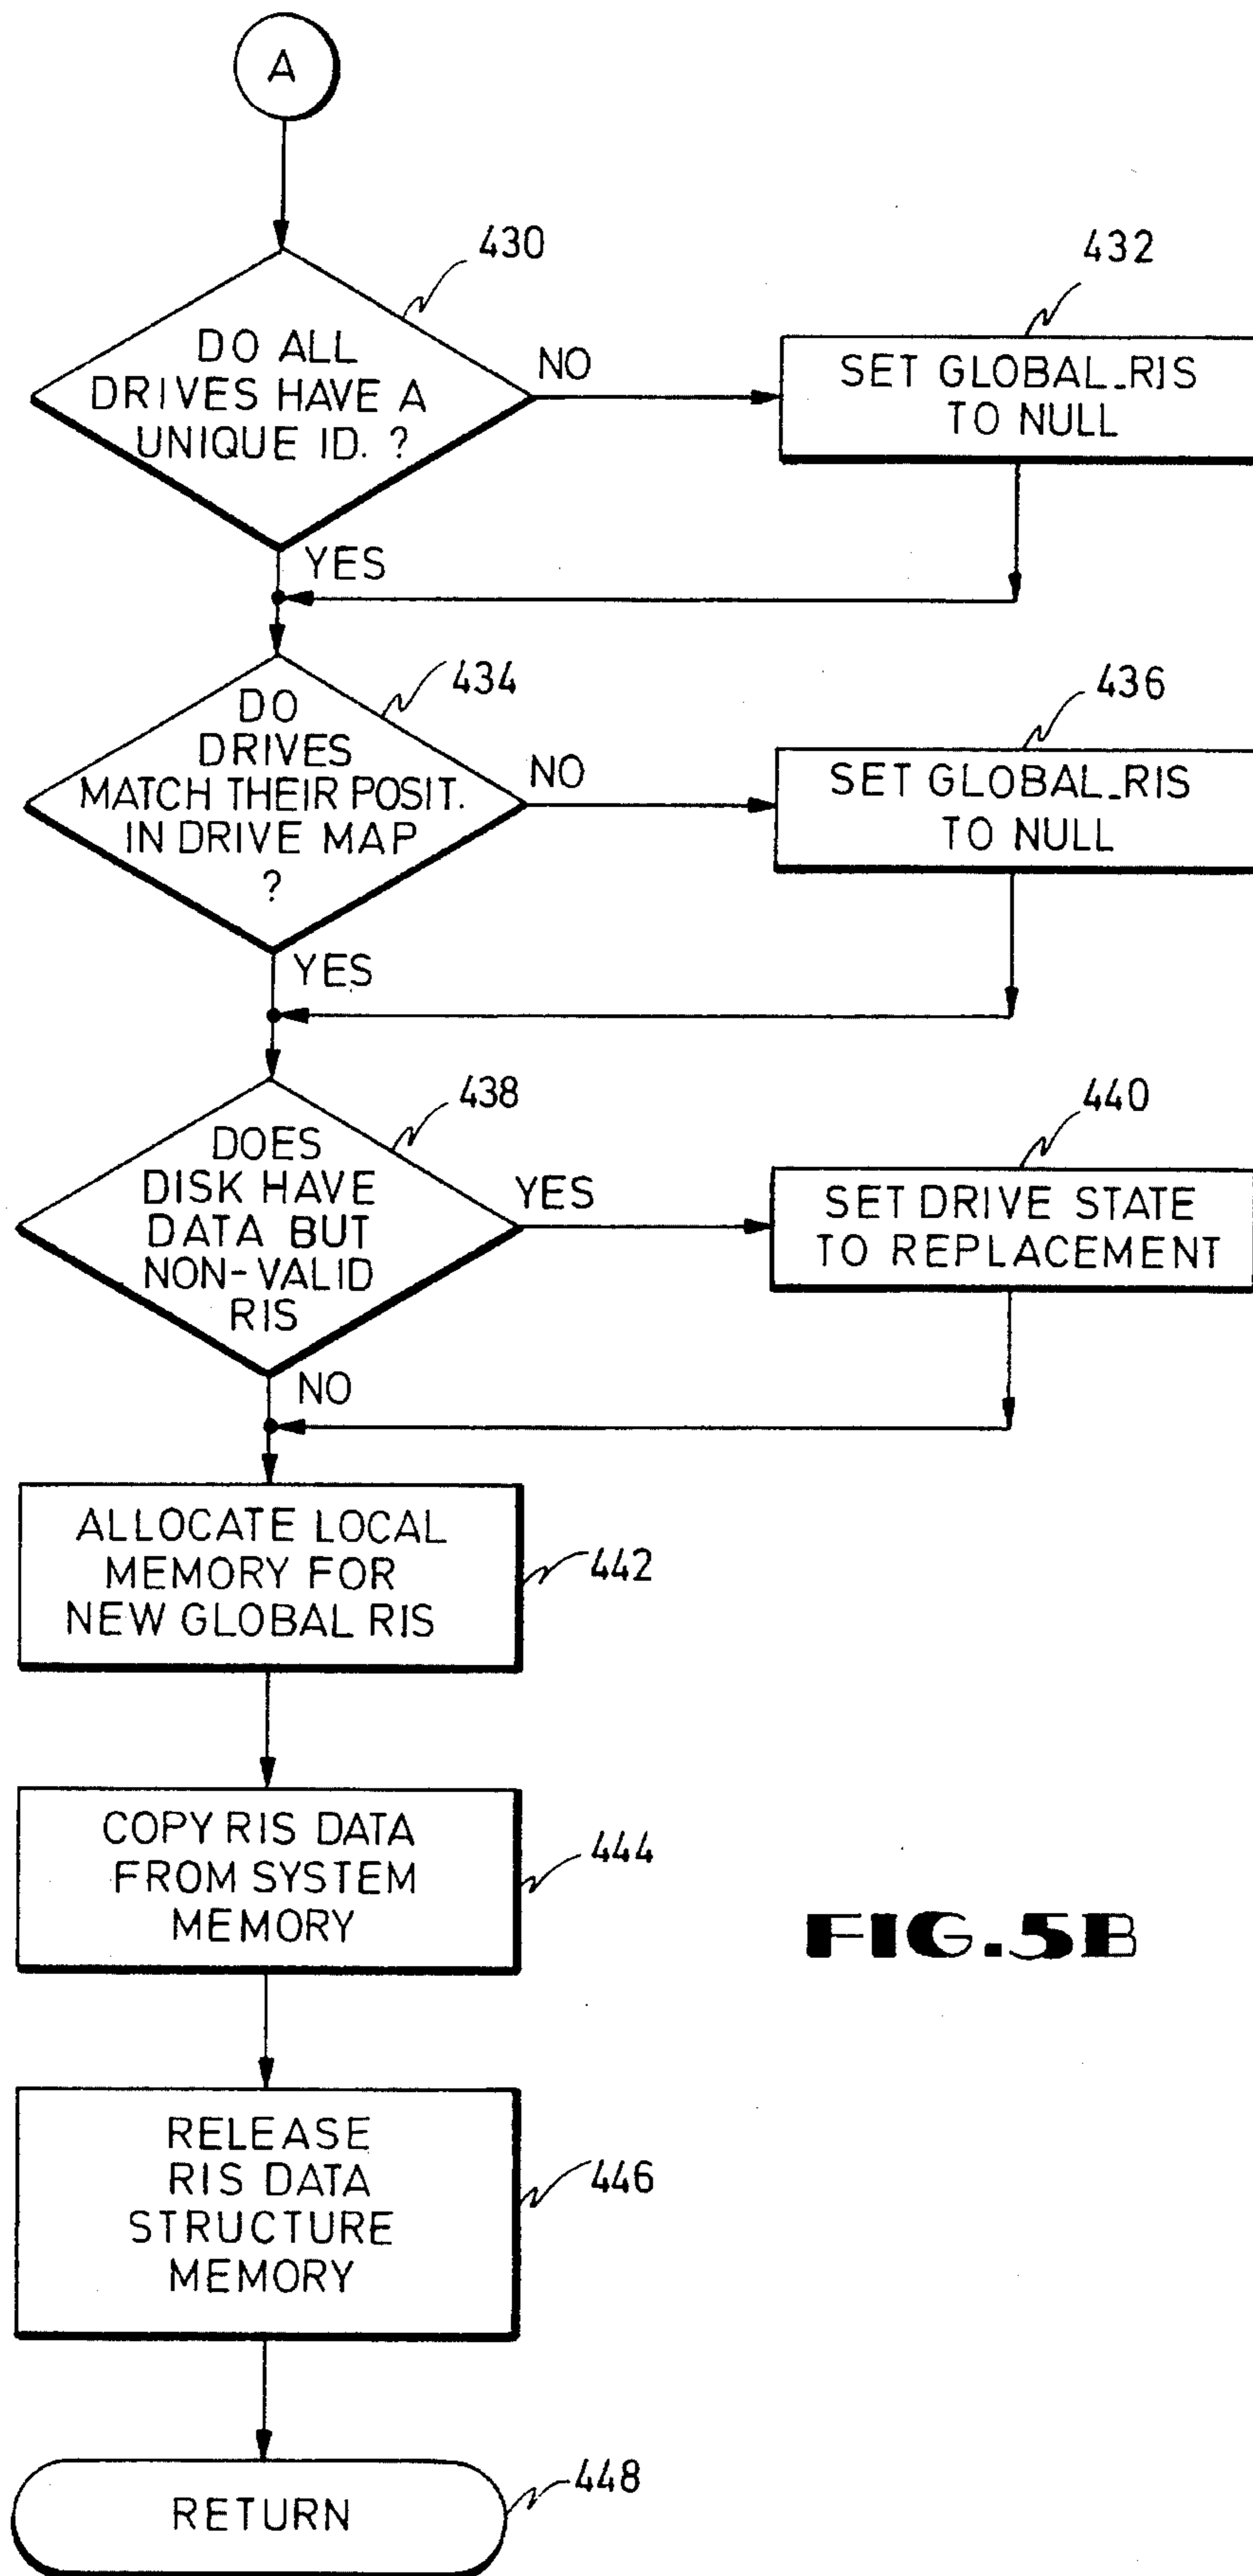 A
430
DO ALL
DRIVES HAVE A
UNIQUE ID. ?
NO
432
SET GLOBAL_RIS
TO NULL
YES
434
DO
DRIVES
MATCH THEIR POSIT.
IN DRIVE MAP
?
NO
436
SET GLOBAL_RIS
TO NULL
YES
438
DOES
DISK HAVE
DATA BUT
NON-VALID
RIS
YES
440
SET DRIVE STATE
TO REPLACEMENT
NO
ALLOCATE LOCAL
MEMORY FOR
NEW GLOBAL RIS
442
COPY RIS DATA
FROM SYSTEM
MEMORY
444
FIG.5B
RELEASE
RIS DATA
STRUCTURE
MEMORY
446
RETURN
448